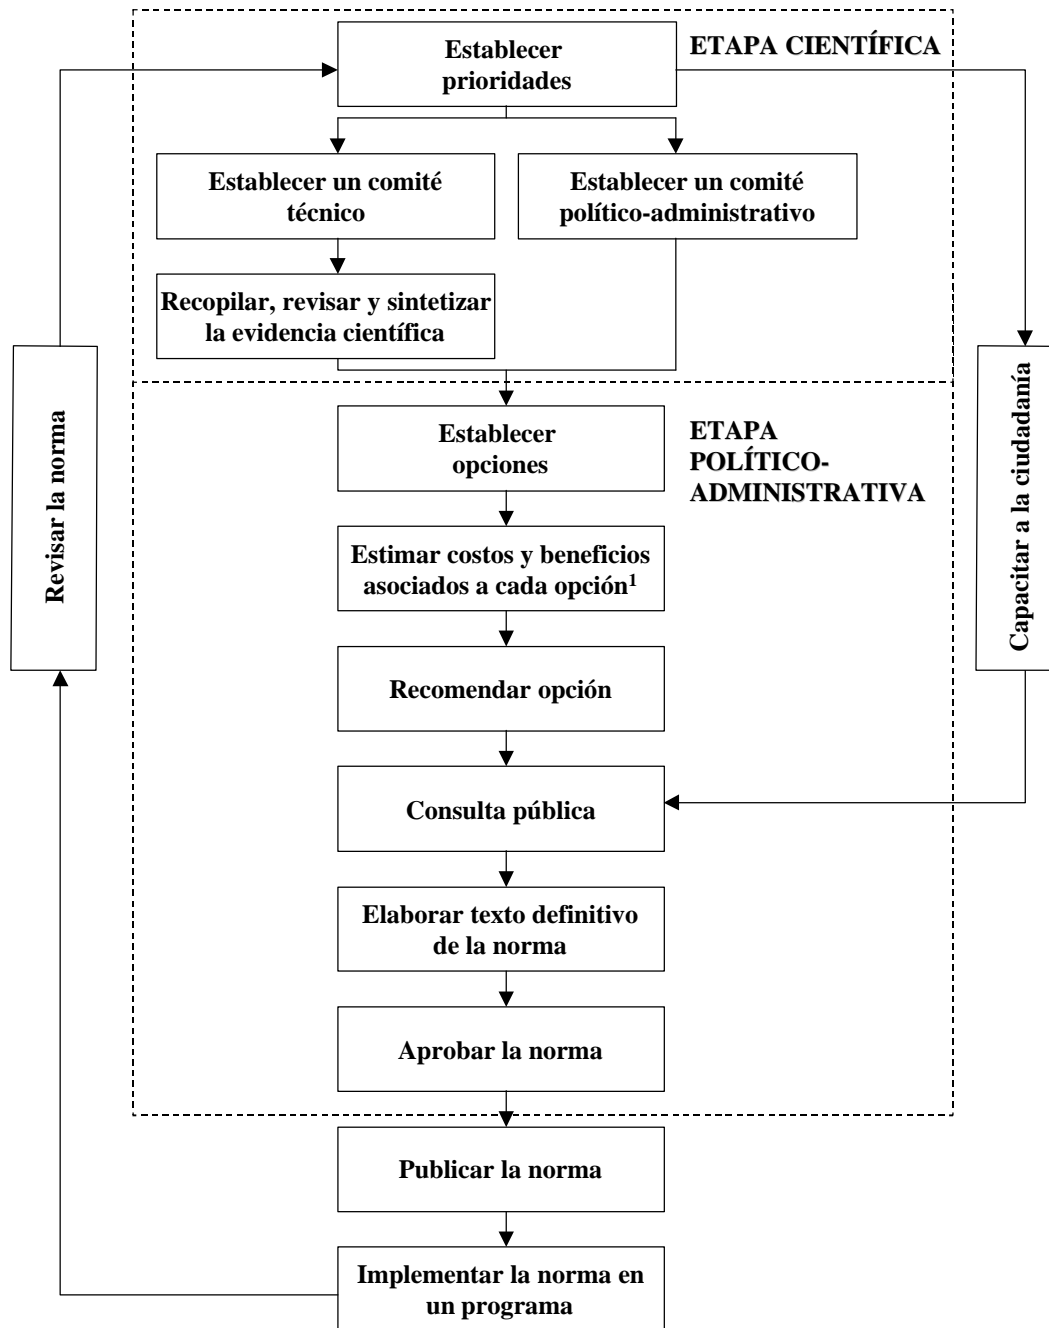 Establecer
prioridades
ETAPA CIENTÍFICA
Establecer un comité
técnico
Establecer un comité
político-administrativo
Recopilar, revisar y sintetizar
la evidencia científica
Revisar la norma
Capacitar a la ciudadanía
Establecer
opciones
ETAPA
POLÍTICO-
ADMINISTRATIVA
Estimar costos y beneficios
asociados a cada opción¹
Recomendar opción
Consulta pública
Elaborar texto definitivo
de la norma
Aprobar la norma
Publicar la norma
Implementar la norma en
un programa